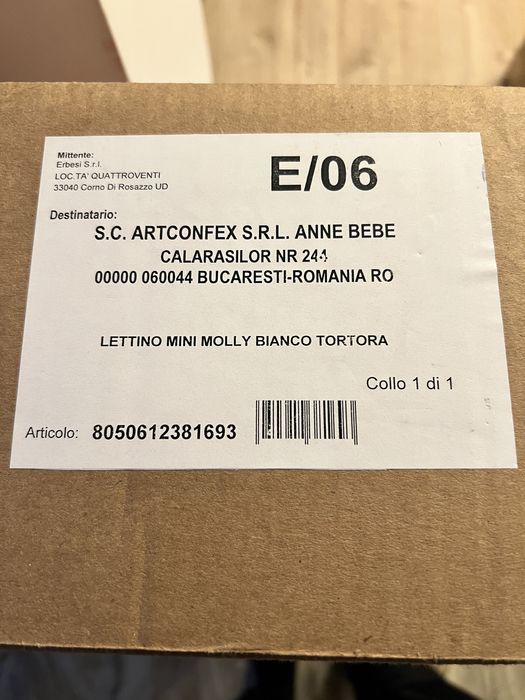 Mittente:
Erbesi S.r.l.
LOC.TA' QUATTROVENTI
33040 Corno Di Rosazzo UD
E/06
Destinatario:
S.C. ARTCONFEX S.R.L. ANNE BEBE
CALARASILOR NR 244
00000 060044 BUCARESTI-ROMANIA RO
LETTINO MINI MOLLY BIANCO TORTORA
Collo 1 di 1
Articolo: 8050612381693